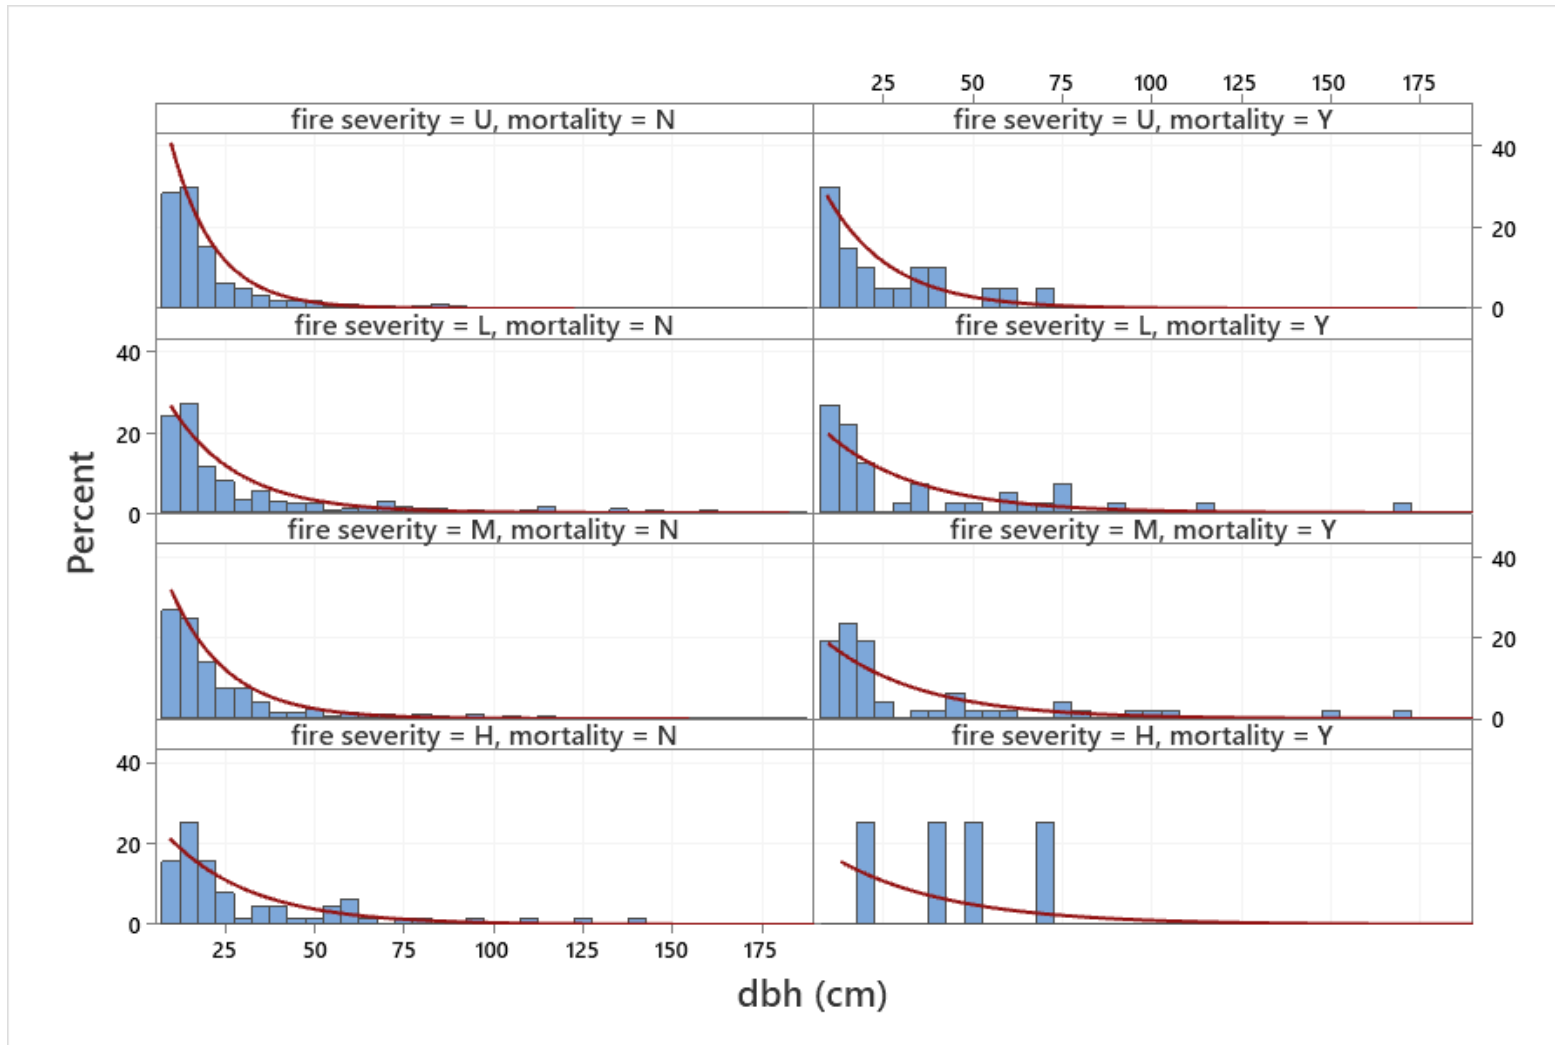 25 50 75 100 125 150 175
fire severity = U, mortality = N
fire severity = U, mortality = Y
40
20
0
fire severity = L, mortality = N
fire severity = L, mortality = Y
40
20
0
fire severity = M, mortality = N
fire severity = M, mortality = Y
40
20
0
fire severity = H, mortality = N
fire severity = H, mortality = Y
40
20
0
25 50 75 100 125 150 175
Percent
dbh (cm)